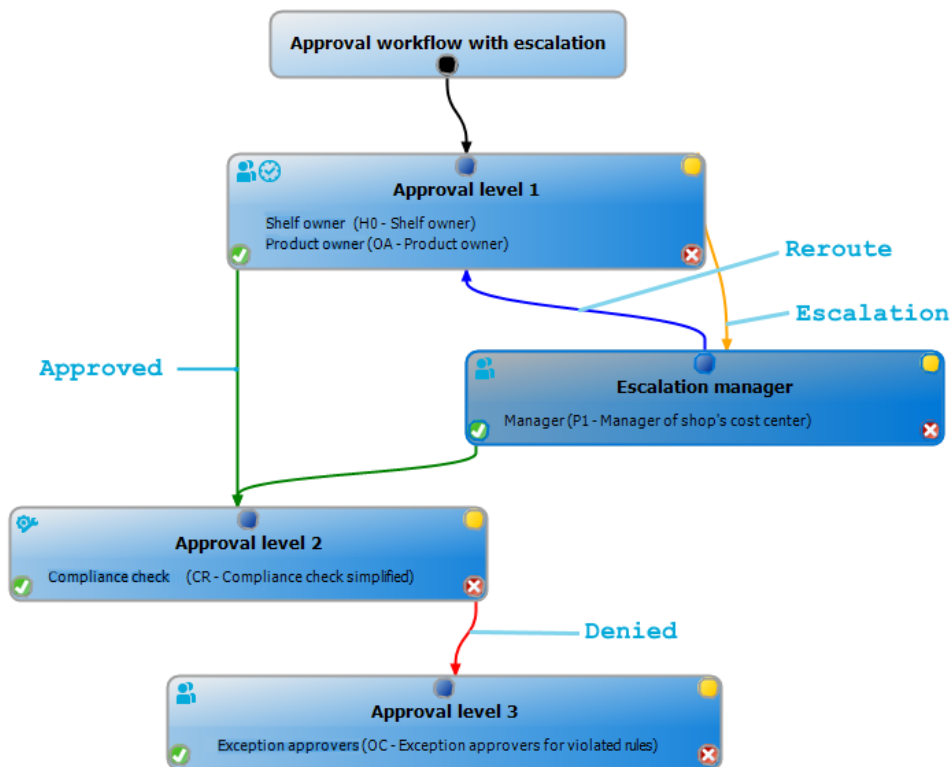 Approval workflow with escalation
Approval level 1
Shelf owner (H0 - Shelf owner)
Product owner (OA - Product owner)
Reroute
Escalation
Approved
Escalation manager
Manager (P1 - Manager of shop's cost center)
Approval level 2
Compliance check (CR - Compliance check simplified)
Denied
Approval level 3
Exception approvers (OC - Exception approvers for violated rules)